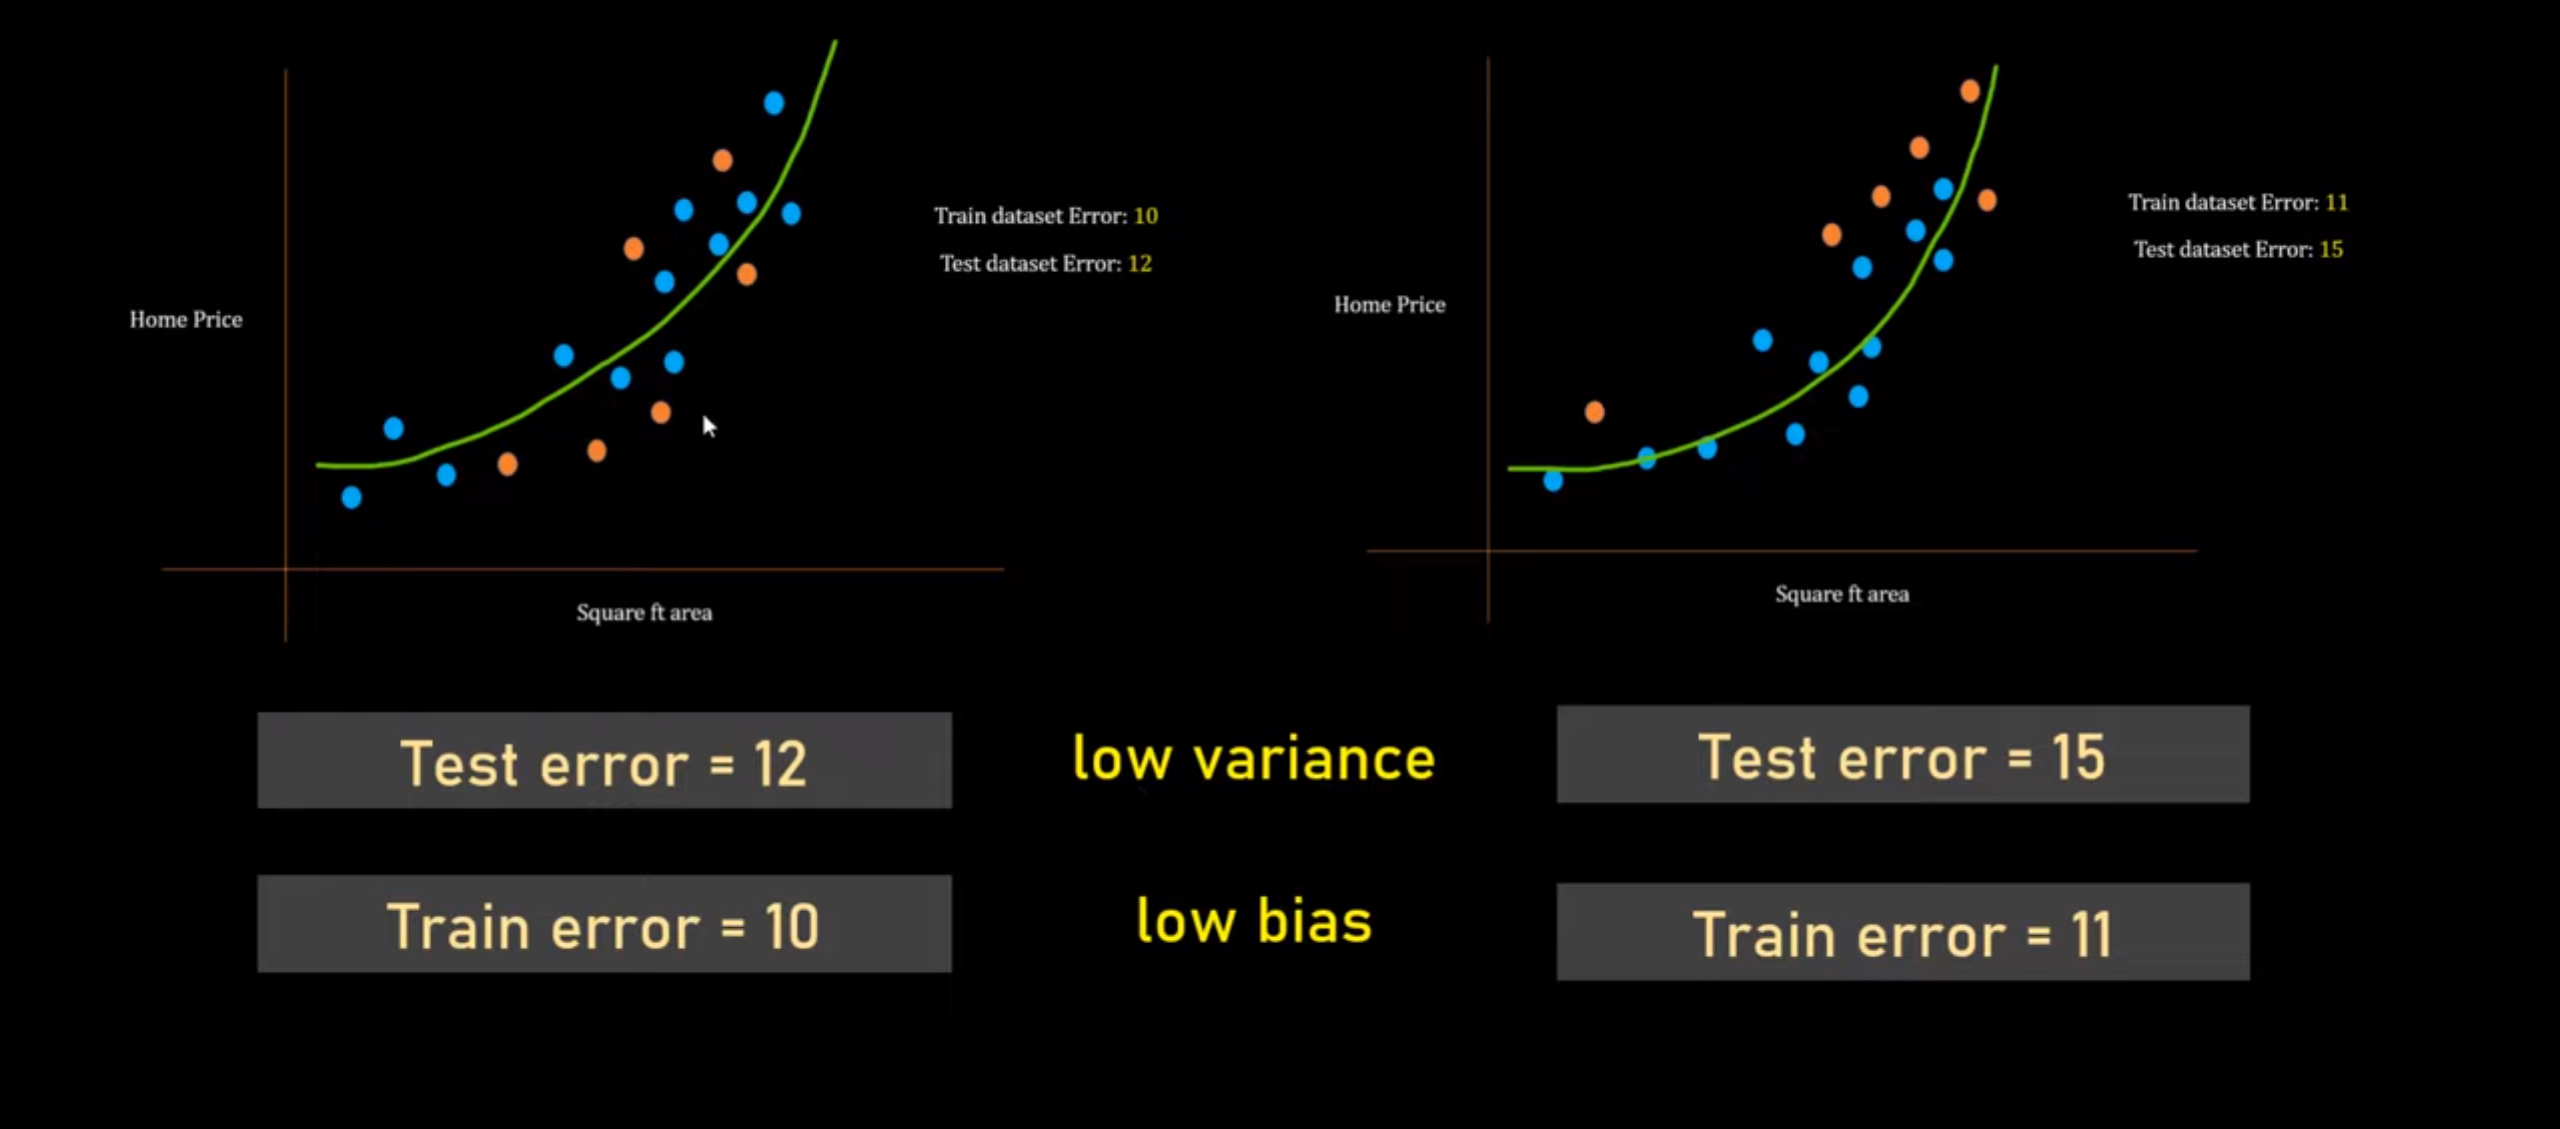 Home Price
Train dataset Error: 10
Test dataset Error: 12
Square ft area
Home Price
Train dataset Error: 11
Test dataset Error: 15
Square ft area
Test error = 12
low variance
Test error = 15
Train error = 10
low bias
Train error = 11